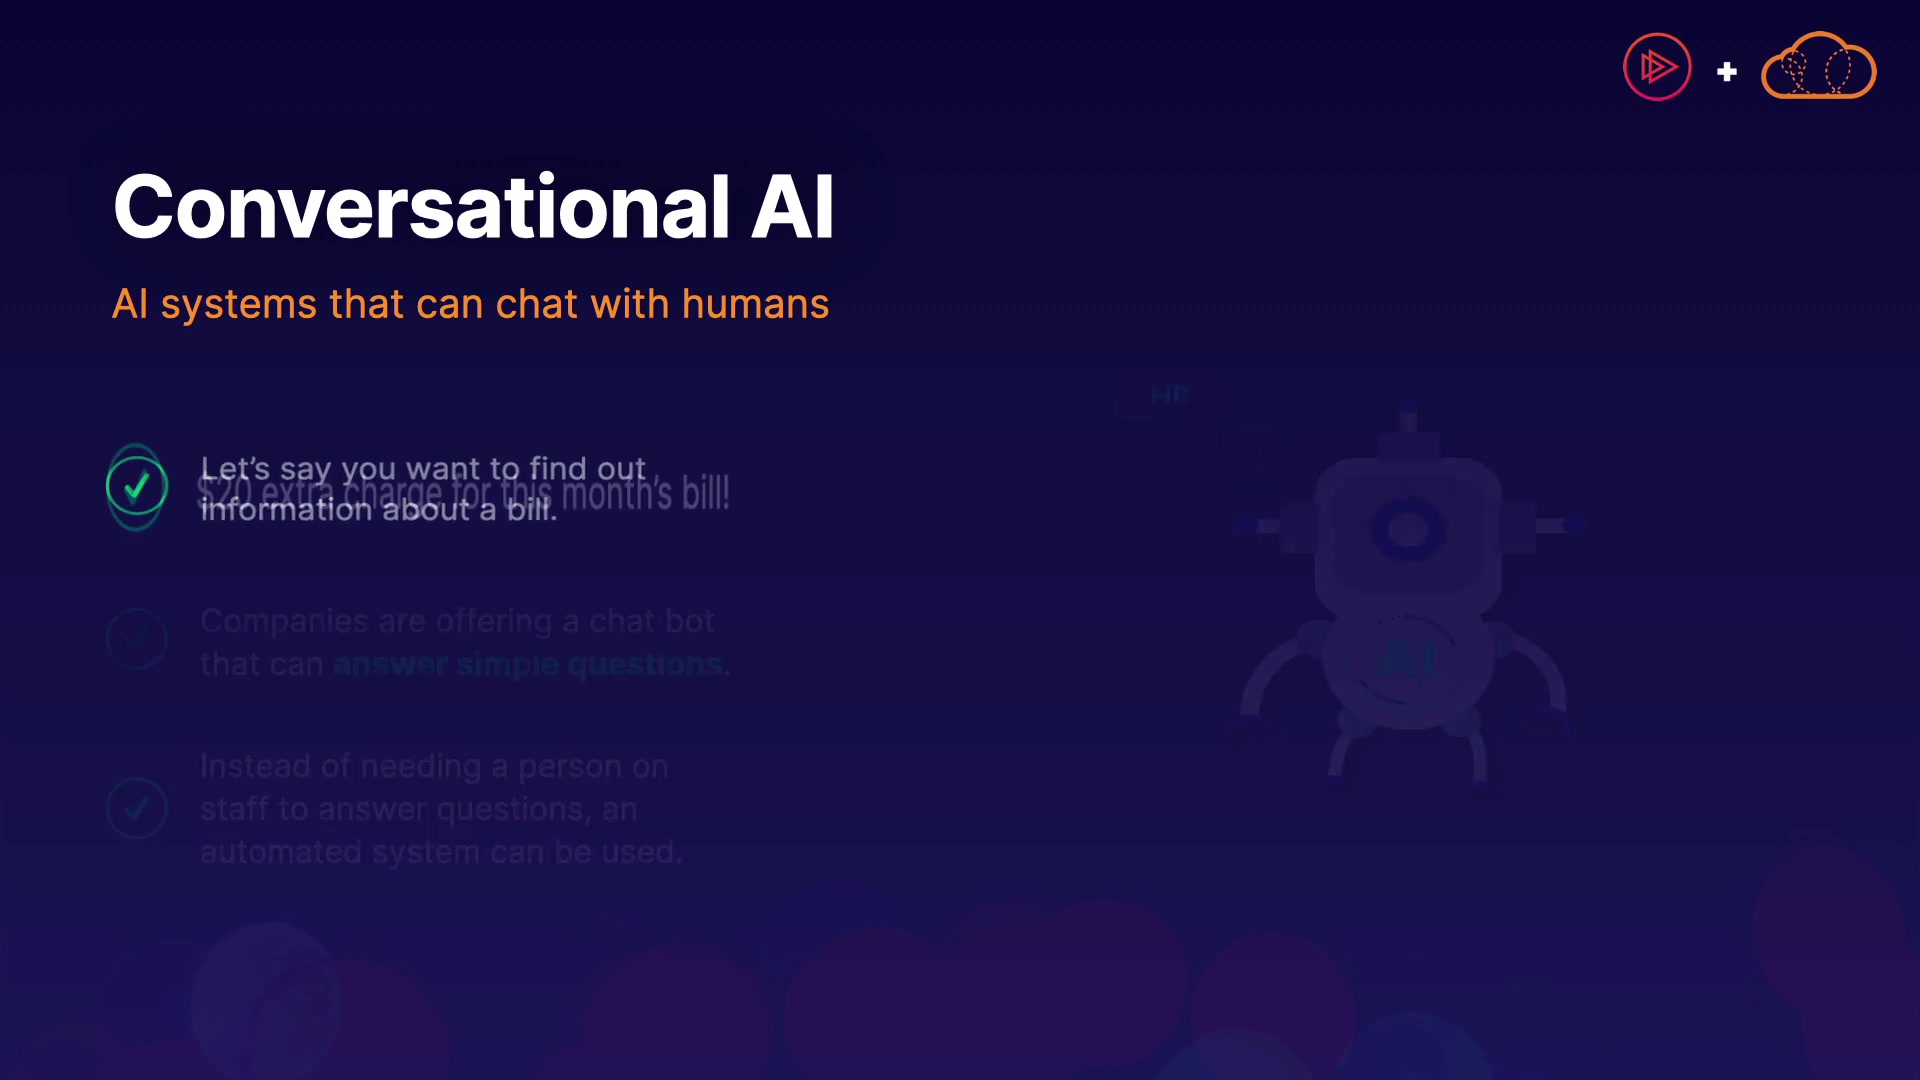 Conversational AI
AI systems that can chat with humans
Hi!
Let's say you want to find out
$20 extra charge for this month's bill!
information about a bill.
Companies are offering a chat bot
that can answer simple questions.
AI
Instead of needing a person on
staff to answer questions, an
automated system can be used.